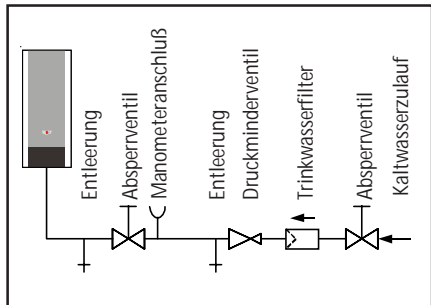 Entleerung
Absperrventil
Manometeranschluß
Entleerung
Druckminderventil
Trinkwasserfilter
Absperrventil
Kaltwasserzulauf